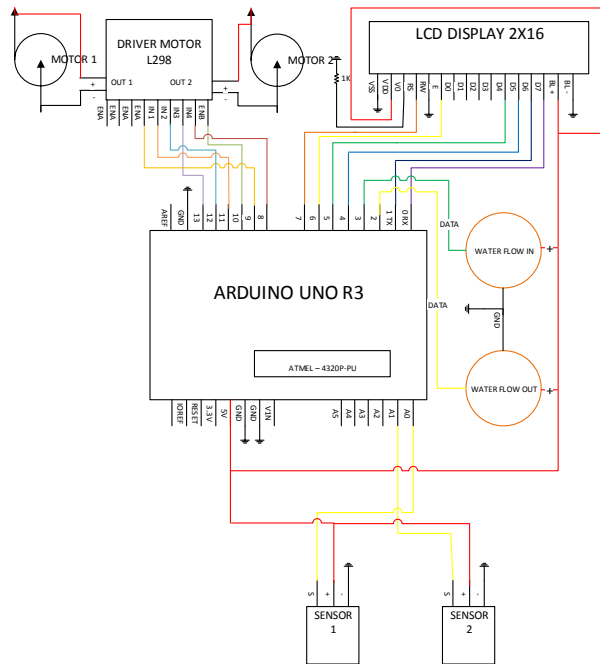 DRIVER MOTOR
L298
MOTOR 1
MOTOR 2
OUT 1
OUT 2
+
-
+
-
ENA
ENA
ENA
IN 1
IN 2
IN3
IN4
ENB
LCD DISPLAY 2X16
1K
VSS
VDD
V0
RS
RW
E
D0
D1
D2
D3
D4
D5
D6
D7
BL +
BL -
AREF
GND
13
12
11
10
9
8
7
6
5
4
3
2
1 TX
0 RX
DATA
WATER FLOW IN
+
ARDUINO UNO R3
DATA
GND
ATMEL – 4320P-PU
WATER FLOW OUT
+
IOREF
RESET
3.3V
5V
GND
GND
V1N
A5
A4
A3
A2
A1
A0
S
+
-
S
+
-
SENSOR
1
SENSOR
2